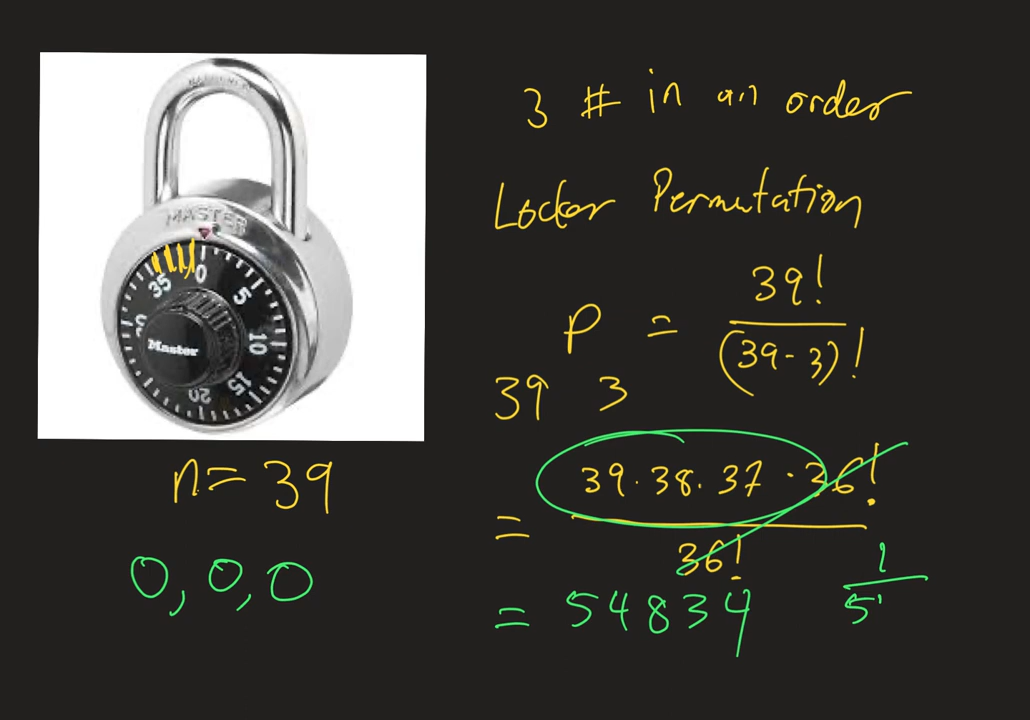 3 # in an order
Locker Permutation
MASTER
35 0 5 10 15 20
Master
P = 39! / (39-3)!
39 3
n = 39
= 39 · 38 · 37 · 36! / 36!
0, 0, 0
= 54834
1 / 5